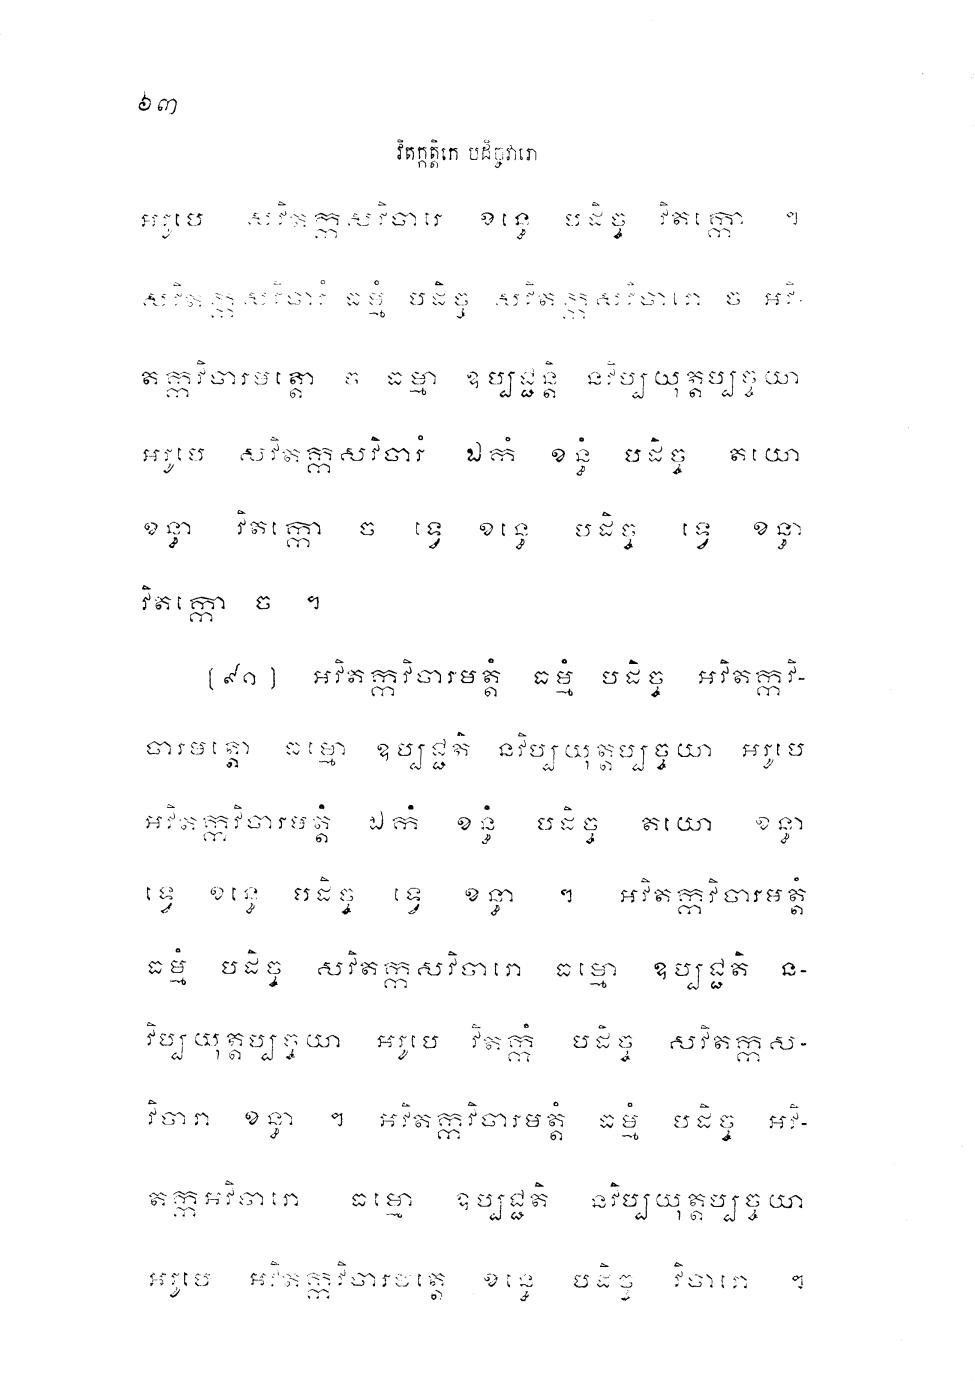 ៦៣
វិតក្កត្តិកេ បដិច្ចវារោ
អរូបេ សវិតក្កសវិចារេ ខន្ធេ បដិច្ច វិតក្កោ ។
សវិតក្កសវិចារំ ធម្មំ បដិច្ច សវិតក្កសវិចារោ ច អវិ-
តក្កវិចារមត្តោ ច ធម្មា ឧប្បជ្ជន្តិ នវិប្បយុត្តប្បច្ចយា
អរូបេ សវិតក្កសវិចារំ ឯកំ ខន្ធំ បដិច្ច តយោ
ខន្ធា វិតក្កោ ច ទ្វេ ខន្ធេ បដិច្ច ទ្វេ ខន្ធា
វិតក្កោ ច ។
[៩១] អវិតក្កវិចារមត្តំ ធម្មំ បដិច្ច អវិតក្កវិ-
ចារមត្តោ ធម្មោ ឧប្បជ្ជតិ នវិប្បយុត្តប្បច្ចយា អរូបេ
អវិតក្កវិចារមត្តំ ឯកំ ខន្ធំ បដិច្ច តយោ ខន្ធា
ទ្វេ ខន្ធេ បដិច្ច ទ្វេ ខន្ធា ។ អវិតក្កវិចារមត្តំ
ធម្មំ បដិច្ច សវិតក្កសវិចារោ ធម្មោ ឧប្បជ្ជតិ ន-
វិប្បយុត្តប្បច្ចយា អរូបេ វិតក្កំ បដិច្ច សវិតក្កស-
វិចារា ខន្ធា ។ អវិតក្កវិចារមត្តំ ធម្មំ បដិច្ច អវិ-
តក្កអវិចារោ ធម្មោ ឧប្បជ្ជតិ នវិប្បយុត្តប្បច្ចយា
អរូបេ អវិតក្កវិចារមត្តេ ខន្ធេ បដិច្ច វិចារោ ។